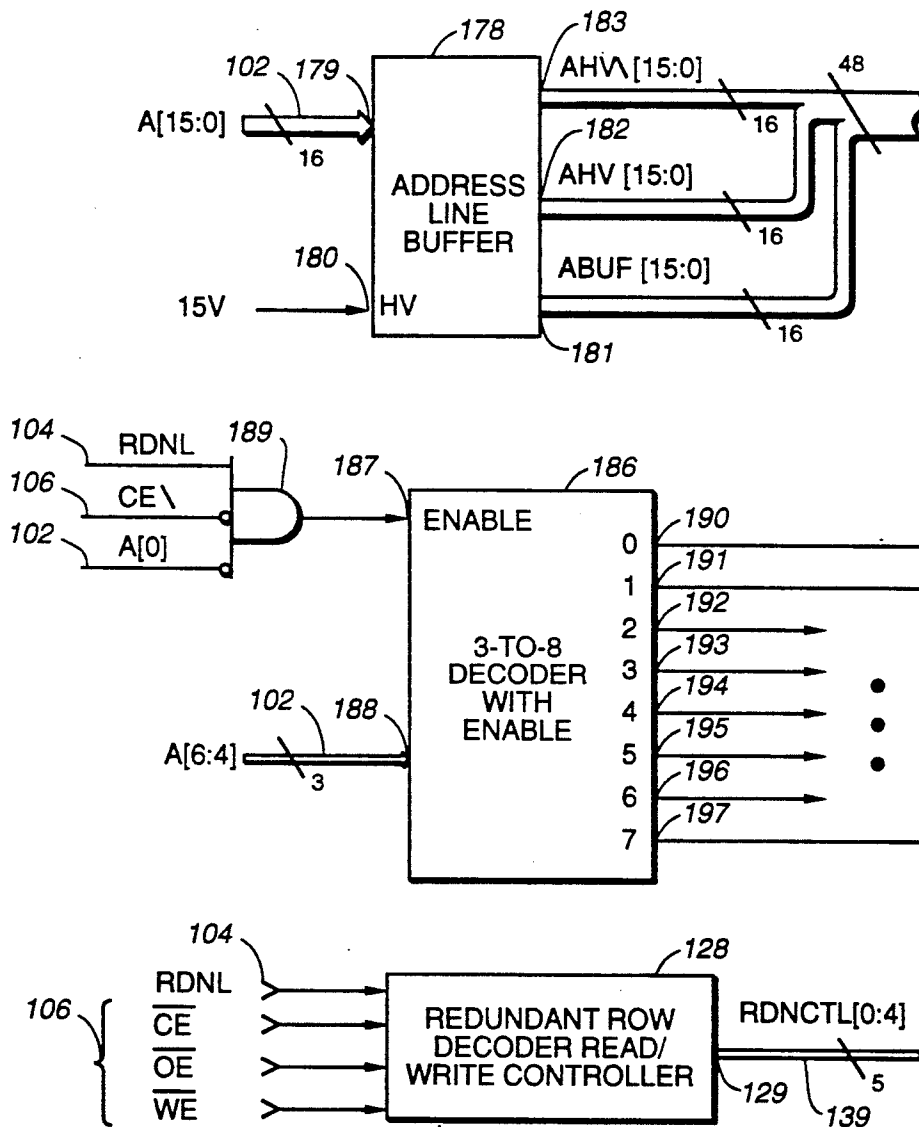 178
183
102
179
AHV\ [15:0]
48
A[15:0]
16
16
182
ADDRESS
LINE
BUFFER
AHV [15:0]
16
180
ABUF [15:0]
15V
HV
16
181
104
RDNL
189
187
186
106
CE \
ENABLE
190
102
A[0]
0
191
1
192
2
193
3-TO-8
DECODER
WITH
ENABLE
3
194
102
188
4
195
A[6:4]
3
5
196
6
197
7
104
128
RDNL
RDNCTL[0:4]
106
CE
OE
WE
REDUNDANT ROW
DECODER READ/
WRITE CONTROLLER
5
129
139